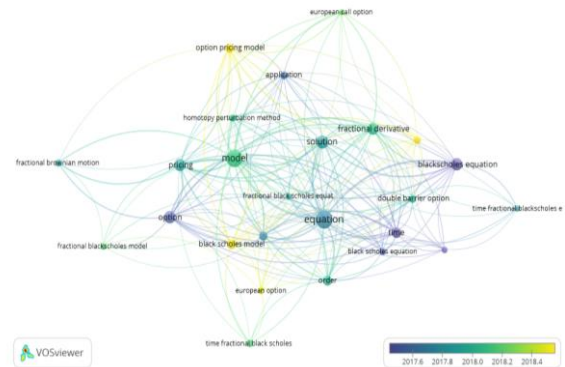 european call option
option pricing model
application
homotopy perturbation method
fractional derivative
solution
model
fractional brownian motion
pricing
blackscholes equation
fractional black scholes equat
double barrier option
time fractional blackscholes e
option
equation
time
black scholes model
fractional blackscholes model
black scholes equation
order
european option
time fractional black scholes
VOSviewer
2017.6 2017.8 2018.0 2018.2 2018.4